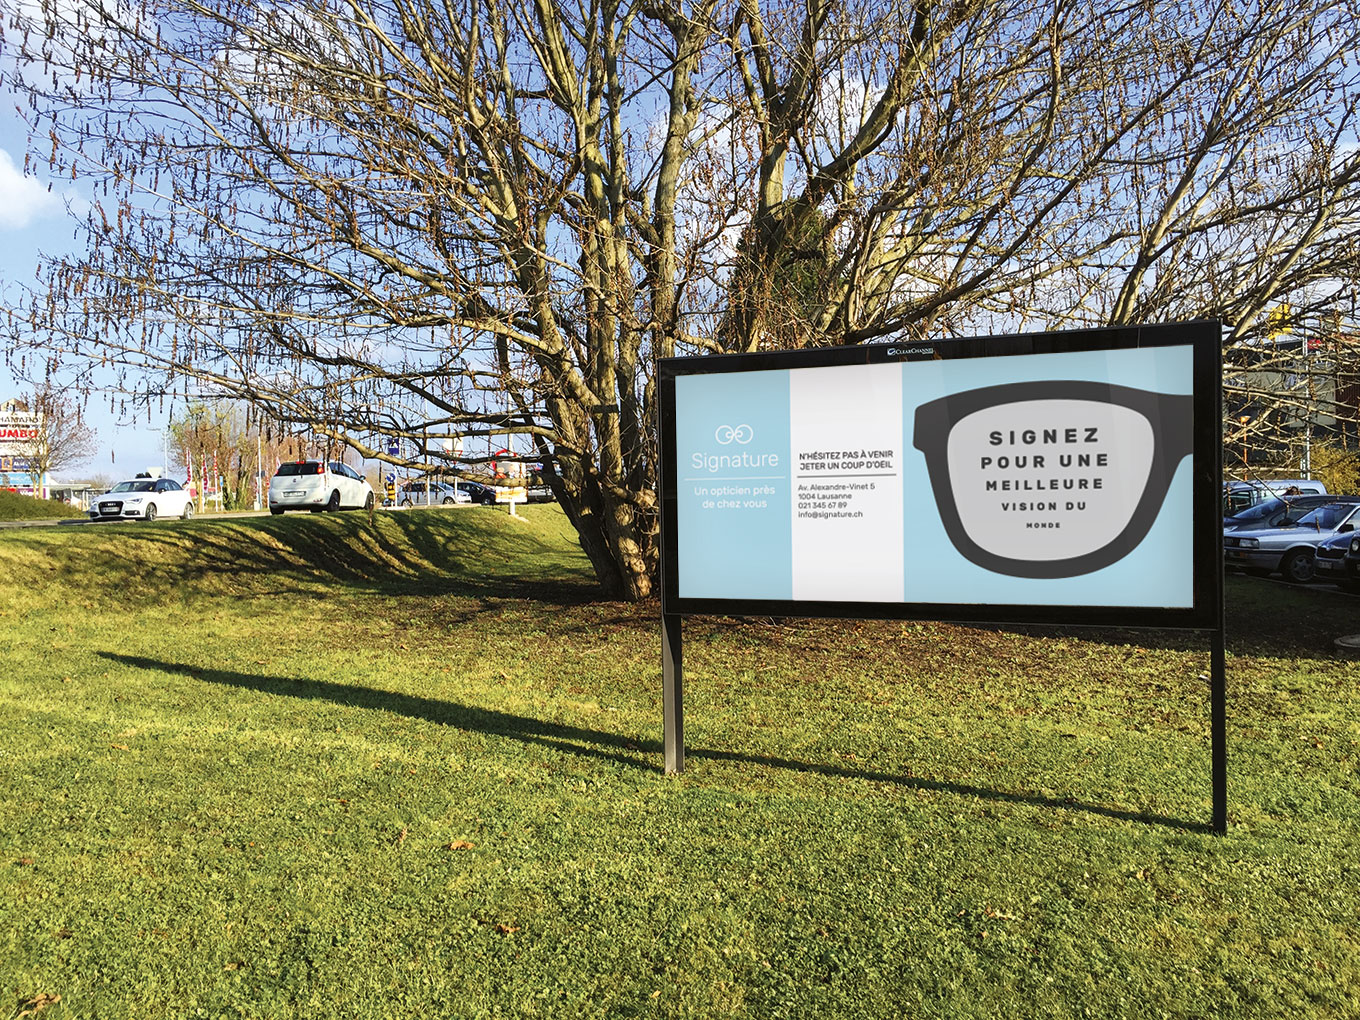 CLEARCHANNEL
Signature
Un opticien près
de chez vous
N'HÉSITEZ PAS À VENIR
JETER UN COUP D'OEIL
Av. Alexandre-Vinet 5
1004 Lausanne
021 345 67 89
info@signature.ch
SIGNEZ
POUR UNE
MEILLEURE
VISION DU
MONDE